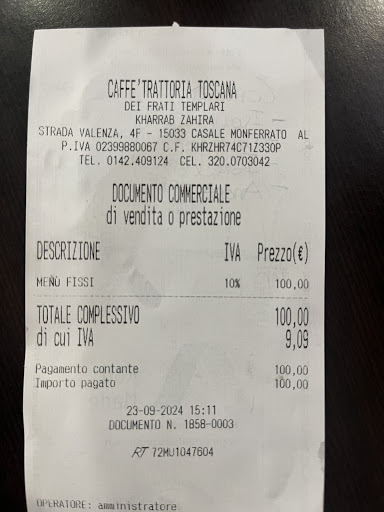 CAFFE'TRATTORIA TOSCANA
DEI FRATI TEMPLARI
KHARRAB ZAHIRA
STRADA VALENZA, 4F - 15033 CASALE MONFERRATO AL
P.IVA 02399880067 C.F. KHRZHR74C71Z330P
TEL. 0142.409124 CEL. 320.0703042
DOCUMENTO COMMERCIALE
di vendita o prestazione
DESCRIZIONE IVA Prezzo(€)
MENÙ FISSI 10% 100,00
TOTALE COMPLESSIVO 100,00
di cui IVA 9,09
Pagamento contante 100,00
Importo pagato 100,00
23-09-2024 15:11
DOCUMENTO N. 1858-0003
RT 72MU1047604
OPERATORE: amministratore